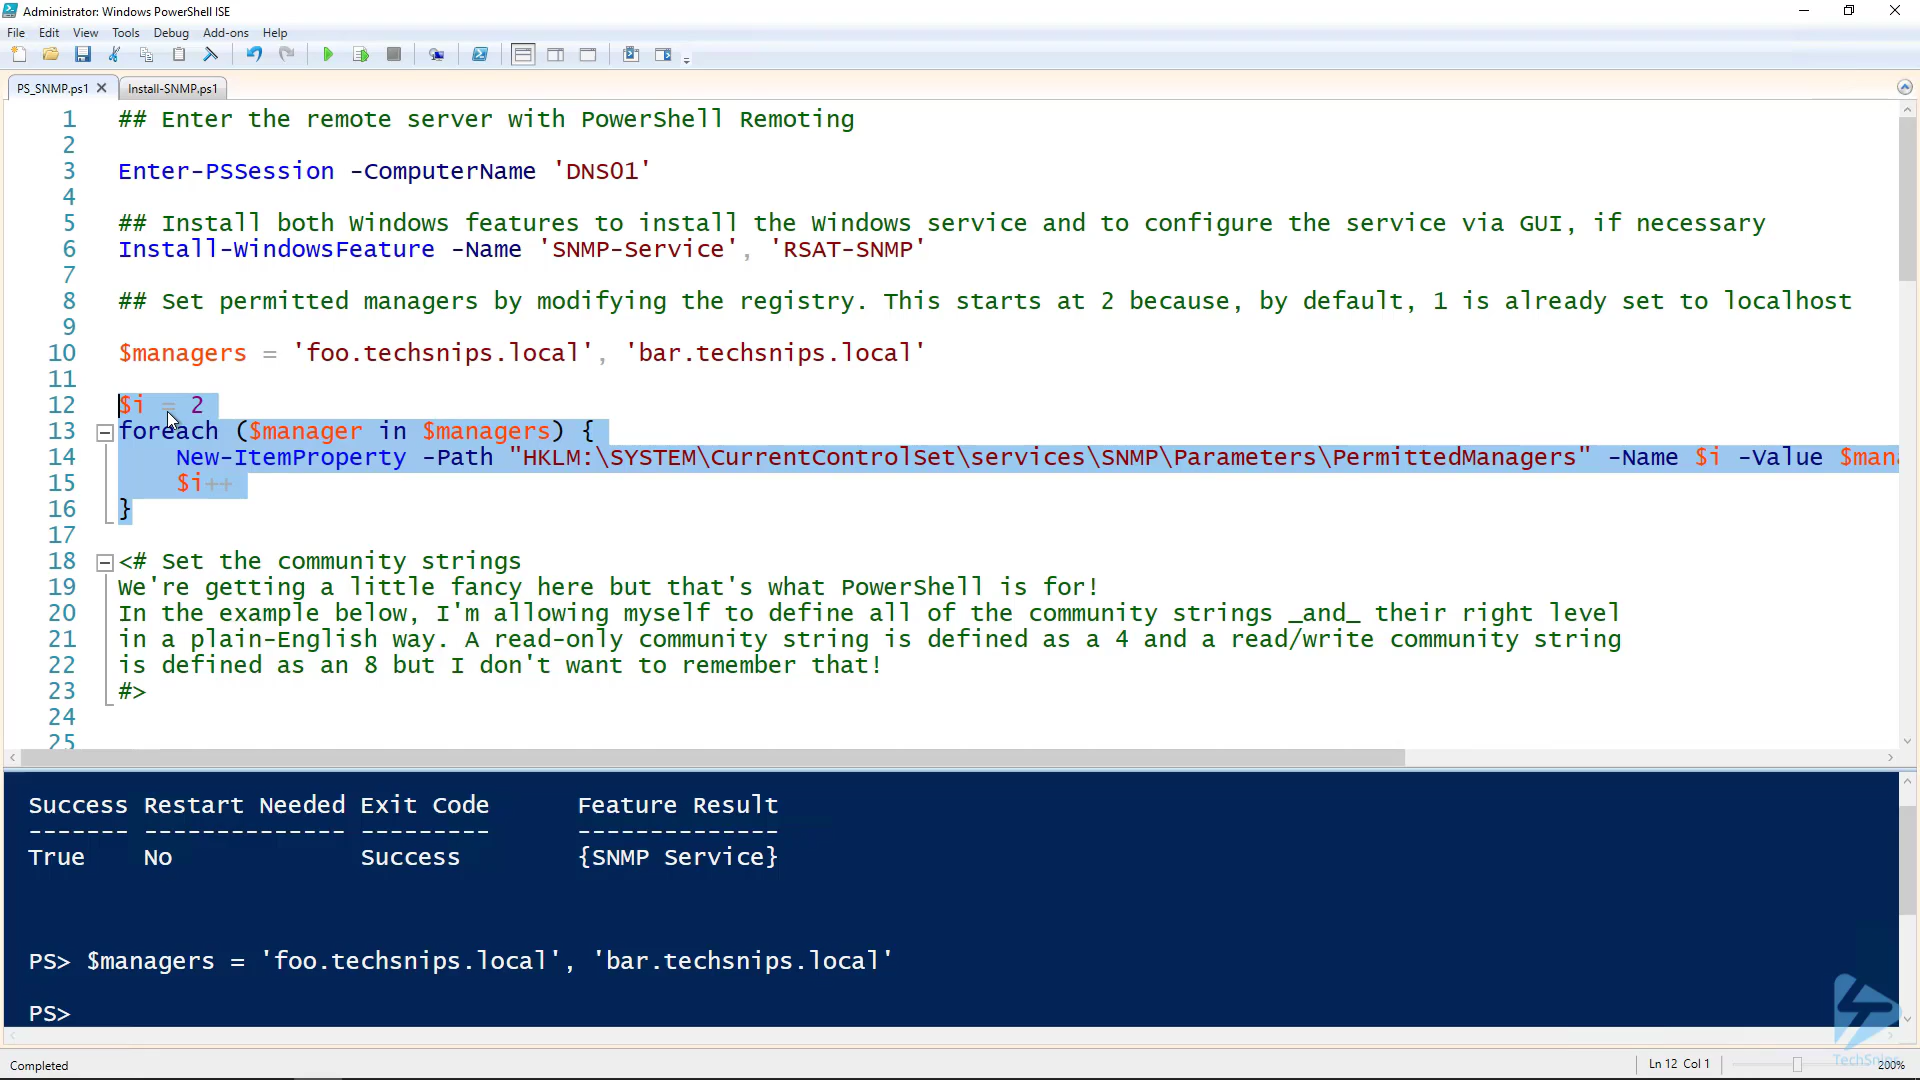 Administrator: Windows PowerShell ISE
File Edit View Tools Debug Add-ons Help
PS_SNMP.ps1 Install-SNMP.ps1
1 ## Enter the remote server with PowerShell Remoting
2
3 Enter-PSSession -ComputerName 'DNS01'
4
5 ## Install both Windows features to install the Windows service and to configure the service via GUI, if necessary
6 Install-WindowsFeature -Name 'SNMP-Service', 'RSAT-SNMP'
7
8 ## Set permitted managers by modifying the registry. This starts at 2 because, by default, 1 is already set to localhost
9
10 $managers = 'foo.techsnips.local', 'bar.techsnips.local'
11
12 $i = 2
13 foreach ($manager in $managers) {
14 New-ItemProperty -Path "HKLM:\SYSTEM\CurrentControlSet\services\SNMP\Parameters\PermittedManagers" -Name $i -Value $man
15 $i++
16 }
17
18 <# Set the community strings
19 We're getting a little fancy here but that's what PowerShell is for!
20 In the example below, I'm allowing myself to define all of the community strings _and_ their right level
21 in a plain-English way. A read-only community string is defined as a 4 and a read/write community string
22 is defined as an 8 but I don't want to remember that!
23 #>
24
25
Success Restart Needed Exit Code Feature Result
------- -------------- --------- --------------
True No Success {SNMP Service}
PS> $managers = 'foo.techsnips.local', 'bar.techsnips.local'
PS>
Completed Ln 12 Col 1 200%